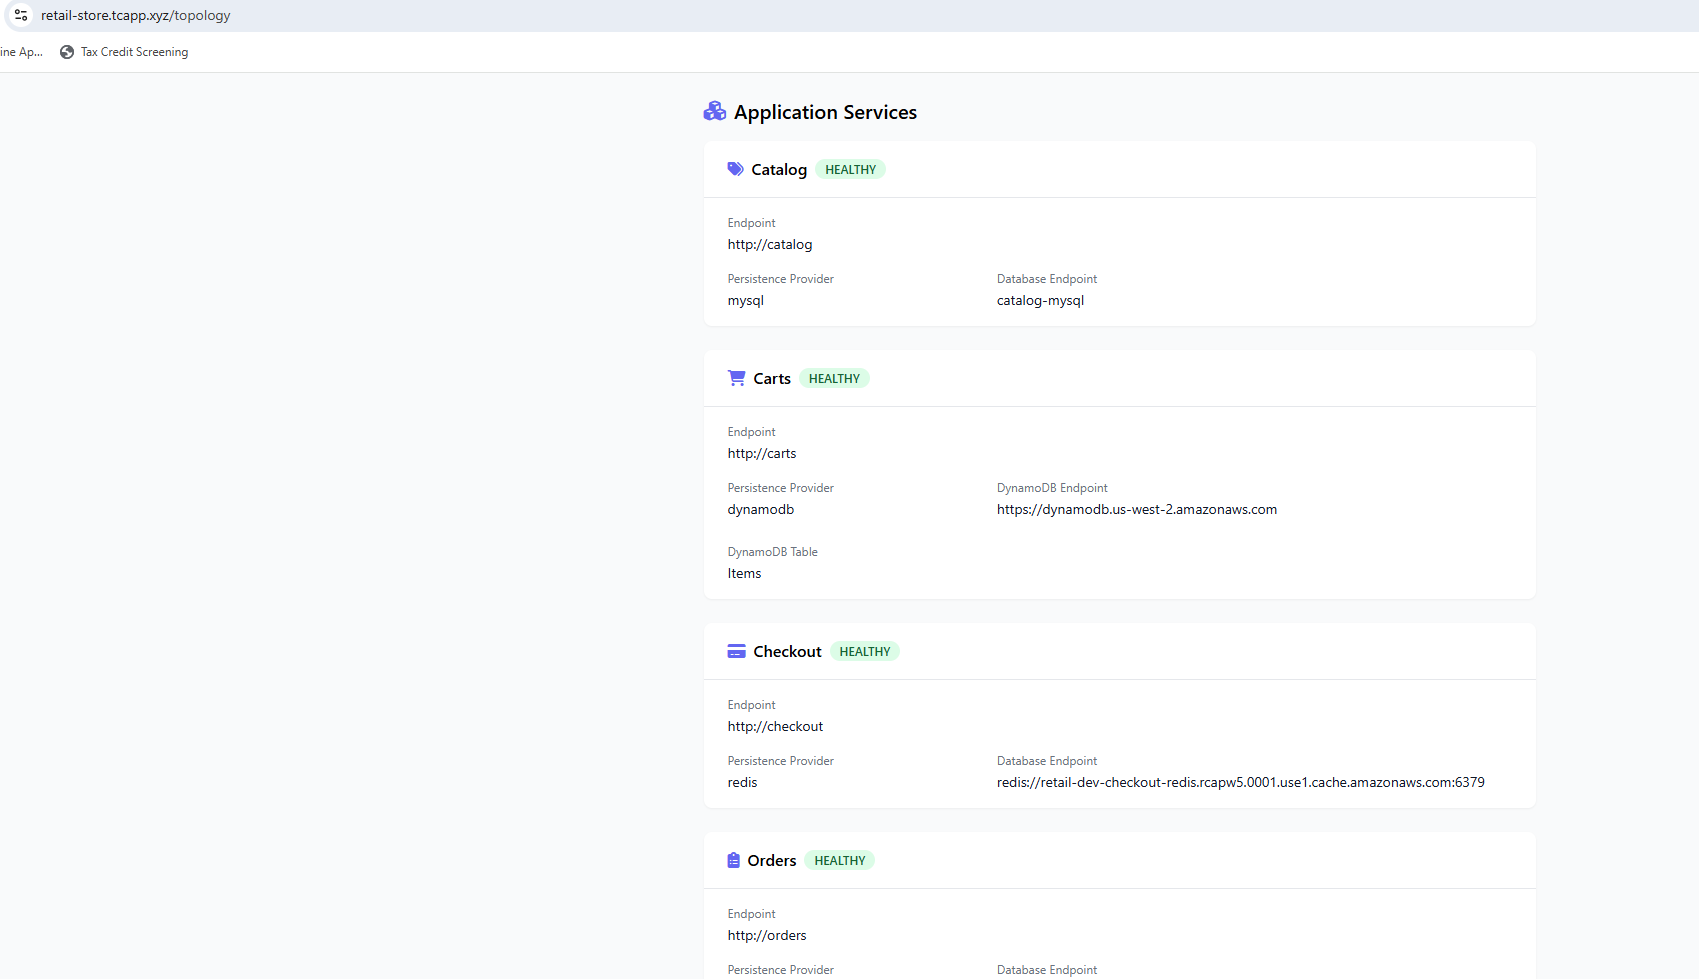 retail-store.tcapp.xyz/topology
ine Ap...
Tax Credit Screening
Application Services
Catalog HEALTHY
Endpoint
http://catalog
Persistence Provider
Database Endpoint
mysql
catalog-mysql
Carts HEALTHY
Endpoint
http://carts
Persistence Provider
DynamoDB Endpoint
dynamodb
https://dynamodb.us-west-2.amazonaws.com
DynamoDB Table
Items
Checkout HEALTHY
Endpoint
http://checkout
Persistence Provider
Database Endpoint
redis
redis://retail-dev-checkout-redis.rcapw5.0001.use1.cache.amazonaws.com:6379
Orders HEALTHY
Endpoint
http://orders
Persistence Provider
Database Endpoint